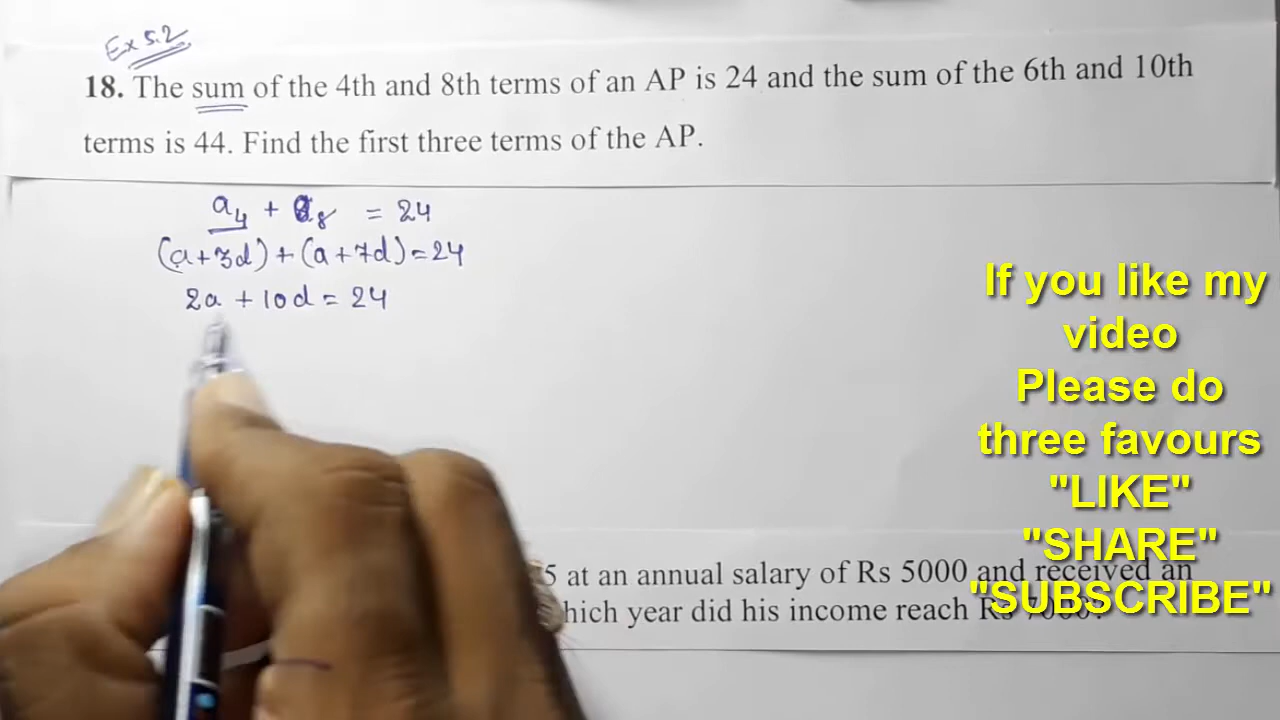 Ex 5.2
18. The sum of the 4th and 8th terms of an AP is 24 and the sum of the 6th and 10th
terms is 44. Find the first three terms of the AP.
a₄ + a₈ = 24
(a+3d)+(a+7d)=24
2a+10d=24
If you like my
video
Please do
three favours
"LIKE"
"SHARE"
"SUBSCRIBE"
5 at an annual salary of Rs 5000 and received an
which year did his income reach Rs 7000?